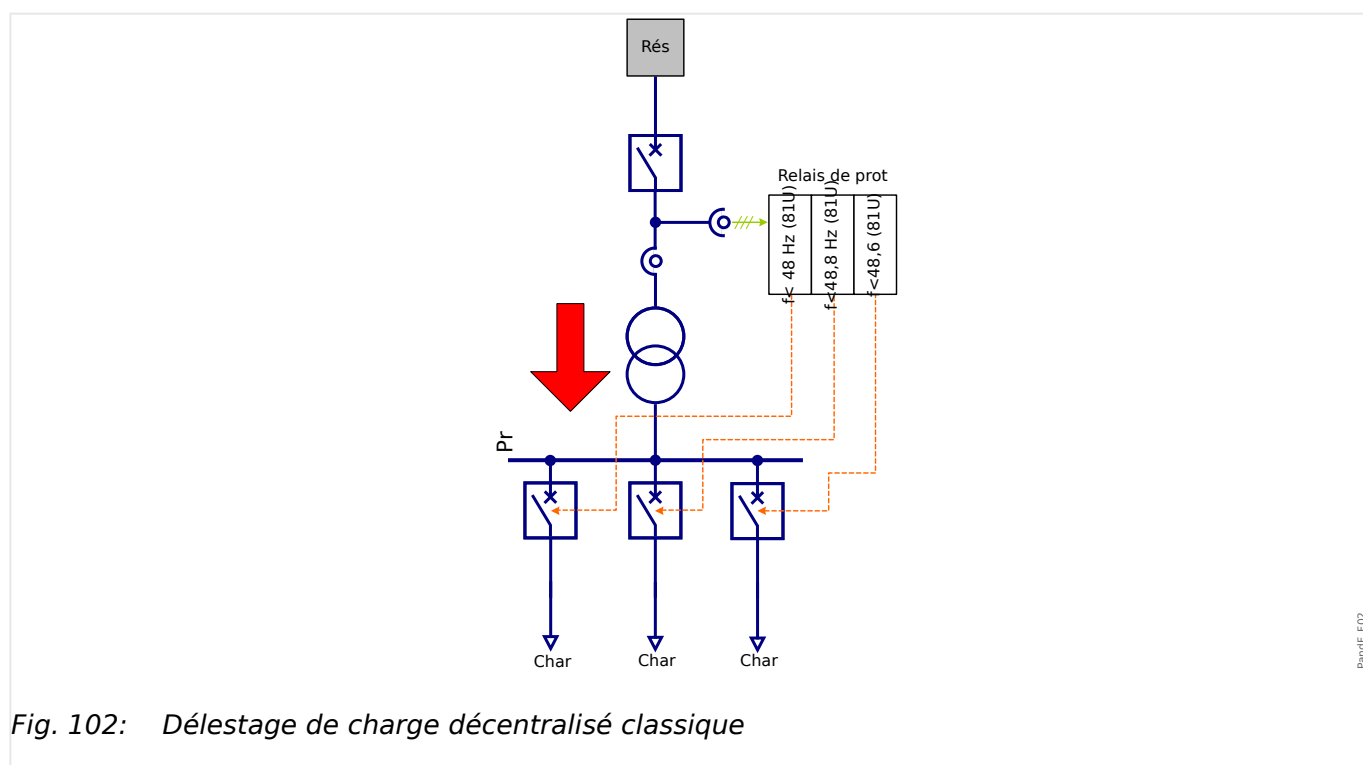 Rés
Relais de prot
f< 48 Hz (81U)
f<48,8 Hz (81U)
f<48,6 (81U)
Pr
Char
Char
Char
PandE_E02
Fig. 102: Délestage de charge décentralisé classique